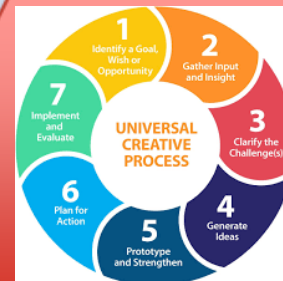 1
Identify a Goal,
Wish or
Opportunity
2
Gather Input
and Insight
3
Clarify the
Challenge(s)
4
Generate
Ideas
5
Prototype
and Strengthen
6
Plan for
Action
7
Implement
and
Evaluate
UNIVERSAL
CREATIVE
PROCESS